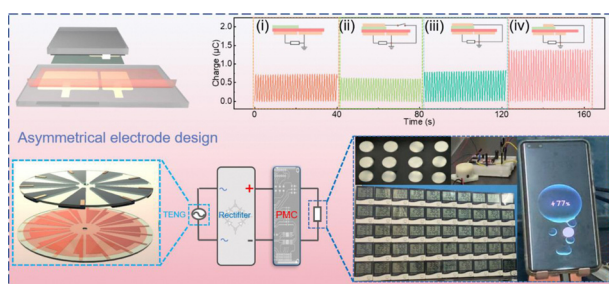 2.0
1.5
1.0
0.5
0.0
Charge (μC)
(i)
(ii)
(iii)
(iv)
0
40
80
120
160
Time (s)
Asymmetrical electrode design
TENG
Rectifiter
+
-
PMC
+77%